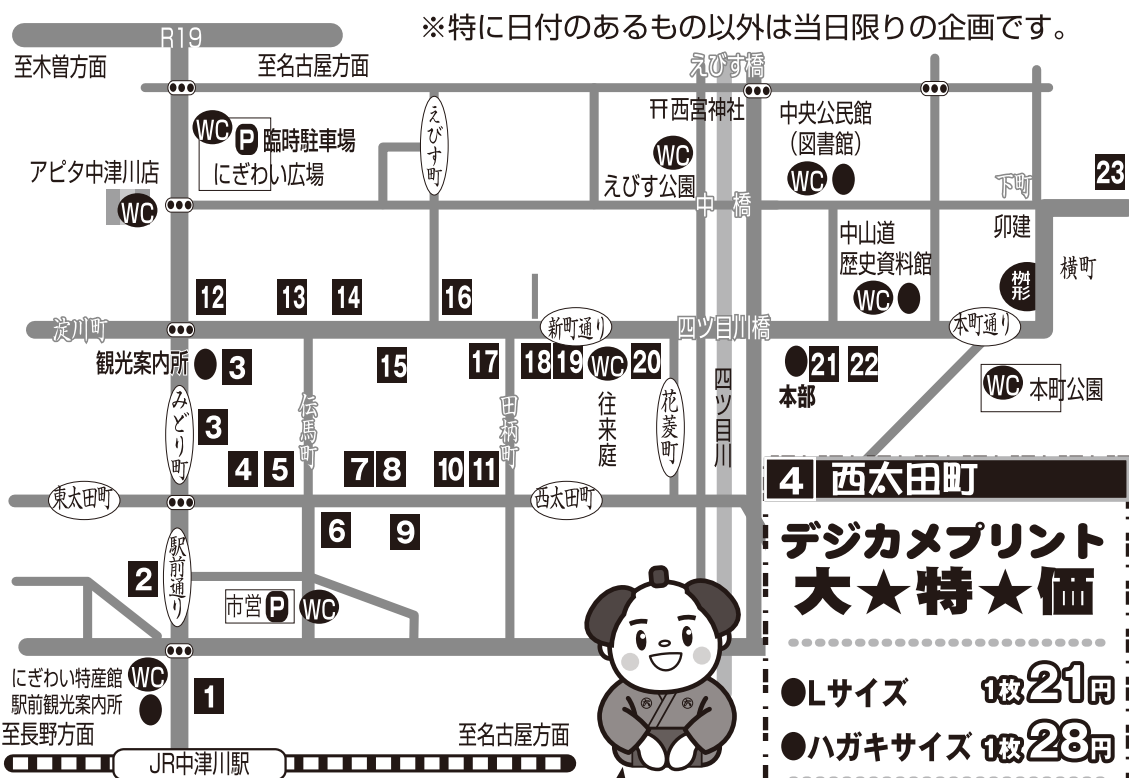 ※特に日付のあるもの以外は当日限りの企画です。
R19
至木曽方面
至名古屋方面
えびす橋
WC P 臨時駐車場
にぎわい広場
えびす町
开西宮神社
WC
えびす公園
中央公民館
(図書館)
WC
23
アピタ中津川店
WC
中橋
下町
卯建
中山道
歴史資料館
WC
桝形
横町
12
13
14
16
淀川町
新町通り
四ツ目川橋
本町通り
観光案内所
3
15
17
18
19
WC
20
往来庭
花菱町
四ツ目川
21
22
本部
WC 本町公園
みどり町
3
伝馬町
田柄町
4
5
7
8
10
11
東太田町
西太田町
6
9
2
駅前通り
市営P
WC
にぎわい特産館
WC
駅前観光案内所
1
至長野方面
至名古屋方面
JR中津川駅
4 西太田町
デジカメプリント
大★特★価
●Lサイズ 1枚21円
●ハガキサイズ 1枚28円